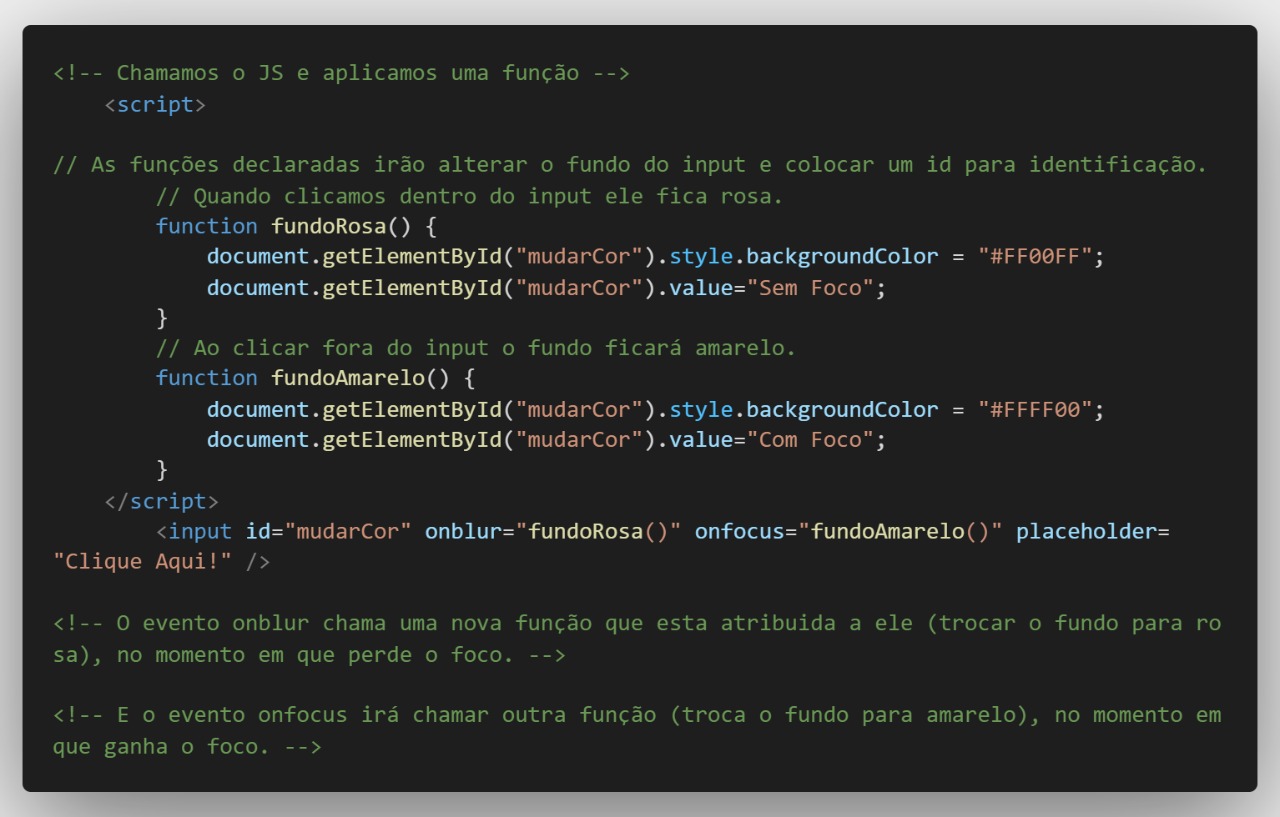 <!-- Chamamos o JS e aplicamos uma função -->
<script>
// As funções declaradas irão alterar o fundo do input e colocar um id para identificação.
// Quando clicamos dentro do input ele fica rosa.
function fundoRosa() {
document.getElementById("mudarCor").style.backgroundColor = "#FF00FF";
document.getElementById("mudarCor").value="Sem Foco";
}
// Ao clicar fora do input o fundo ficará amarelo.
function fundoAmarelo() {
document.getElementById("mudarCor").style.backgroundColor = "#FFFF00";
document.getElementById("mudarCor").value="Com Foco";
}
</script>
<input id="mudarCor" onblur="fundoRosa()" onfocus="fundoAmarelo()" placeholder=
"Clique Aqui!" />
<!-- O evento onblur chama uma nova função que esta atribuida a ele (trocar o fundo para ro
sa), no momento em que perde o foco. -->
<!-- E o evento onfocus irá chamar outra função (troca o fundo para amarelo), no momento em
que ganha o foco. -->